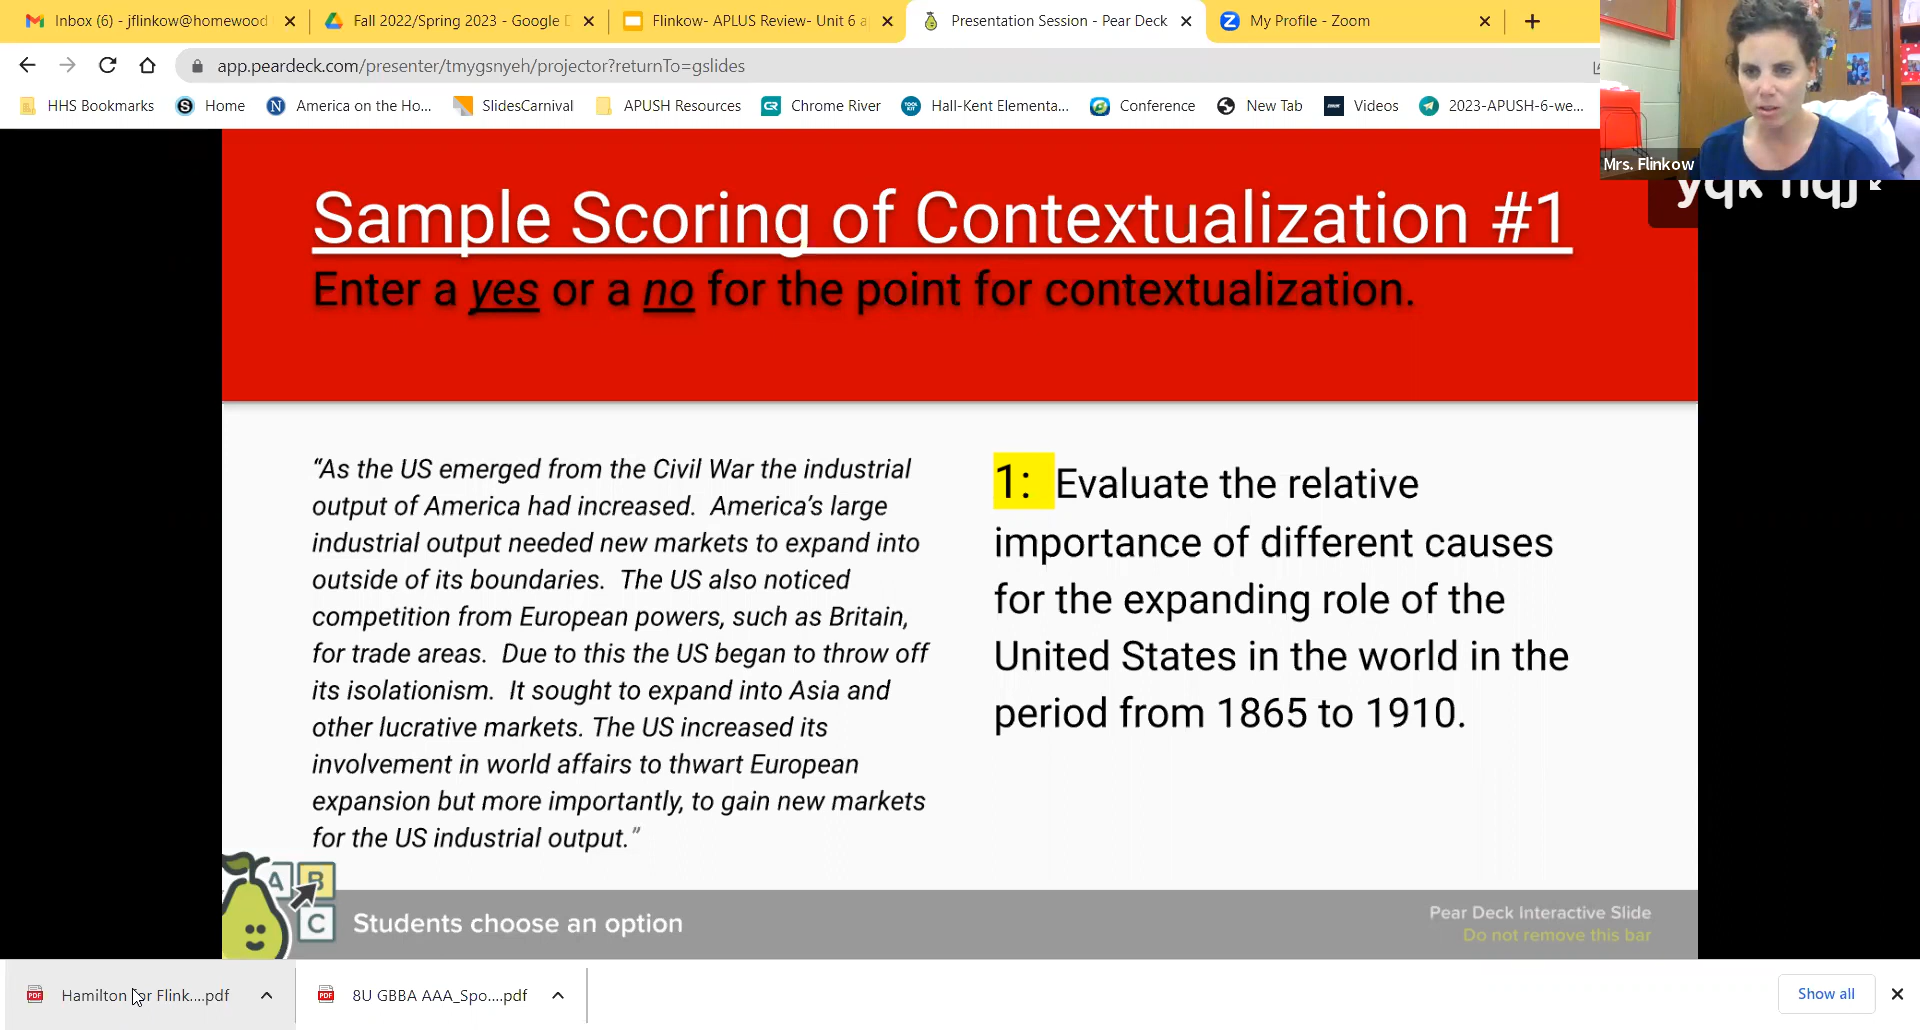 Inbox (6) - jflinkow@homewood
Fall 2022/Spring 2023 - Google D
Flinkow- APLUS Review- Unit 6 a
Presentation Session - Pear Deck
My Profile - Zoom
app.peardeck.com/presenter/tmygsnyeh/projector?returnTo=gslides
HHS Bookmarks
Home
America on the Ho...
SlidesCarnival
APUSH Resources
Chrome River
Hall-Kent Elementa...
Conference
New Tab
Videos
2023-APUSH-6-we...
Mrs. Flinkow
Sample Scoring of Contextualization #1
Enter a yes or a no for the point for contextualization.
“As the US emerged from the Civil War the industrial
output of America had increased.  America’s large
industrial output needed new markets to expand into
outside of its boundaries.  The US also noticed
competition from European powers, such as Britain,
for trade areas.  Due to this the US began to throw off
its isolationism.  It sought to expand into Asia and
other lucrative markets. The US increased its
involvement in world affairs to thwart European
expansion but more importantly, to gain new markets
for the US industrial output.”
1: Evaluate the relative
importance of different causes
for the expanding role of the
United States in the world in the
period from 1865 to 1910.
A B
C
Students choose an option
Pear Deck Interactive Slide
Do not remove this bar
Hamilton for Flink....pdf
8U GBBA AAA_Spo....pdf
Show all